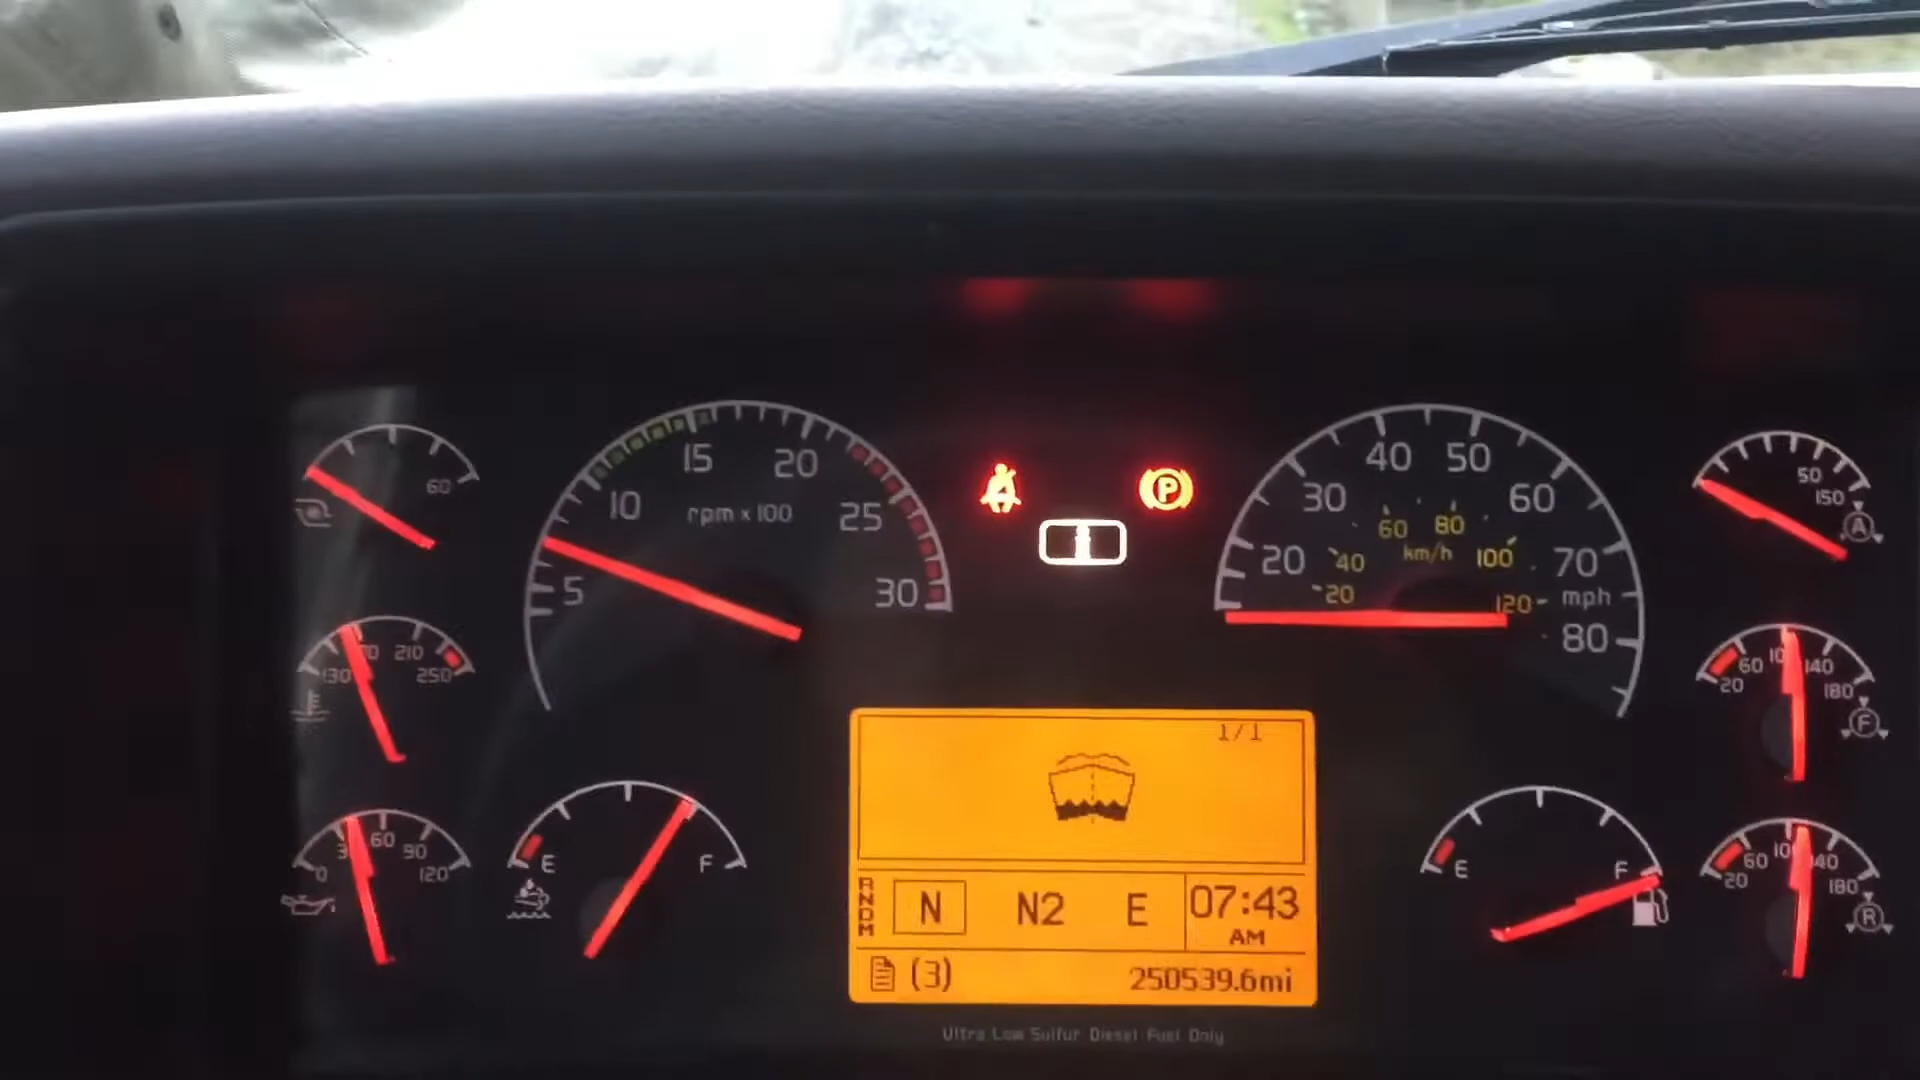 60
15 20
10 25
rpm x 100
5 30
40 50
30 60
60 80
km/h
20 40 100 70
20 120 mph
80
50
150
A
210
130 250
60 140
20 180
F
60
90
0 120
E F
E F
60 140
20 180
R
P
1/1
RNDM
N N2 E 07:43
AM
(3) 250539.6mi
Ultra Low Sulfur Diesel Fuel Only